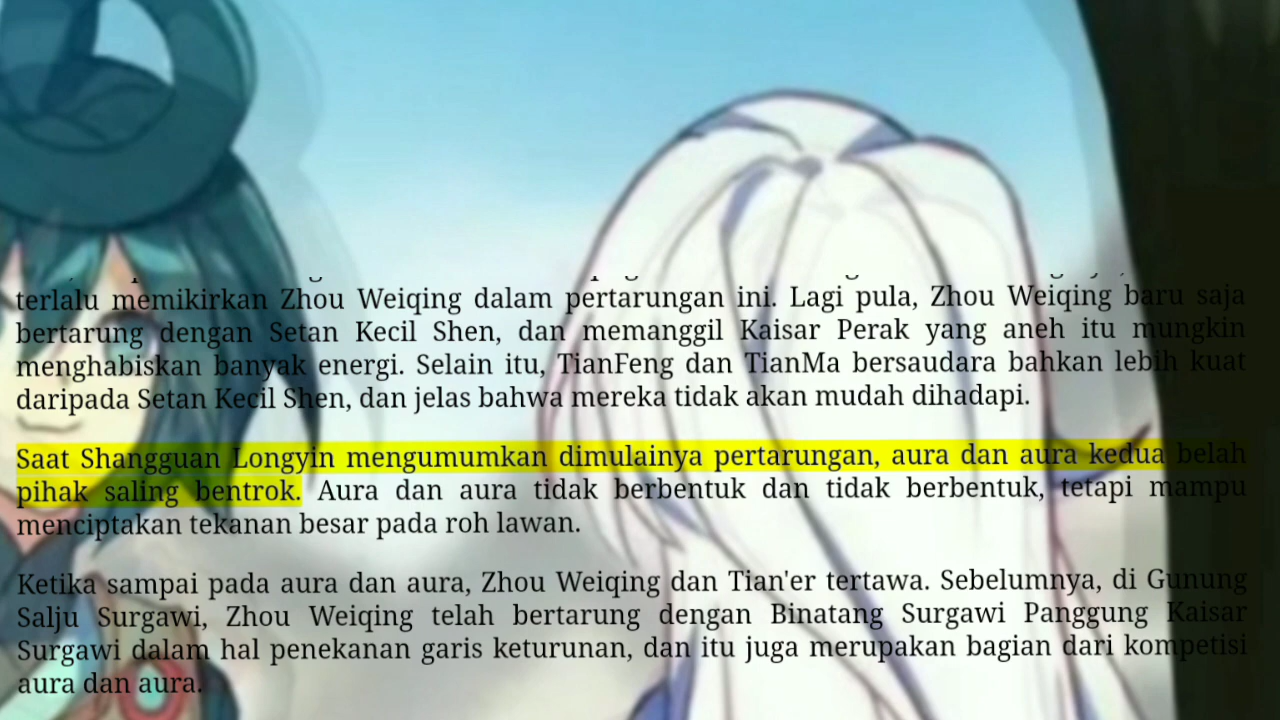 terlalu memikirkan Zhou Weiqing dalam pertarungan ini. Lagi pula, Zhou Weiqing baru saja
bertarung dengan Setan Kecil Shen, dan memanggil Kaisar Perak yang aneh itu mungkin
menghabiskan banyak energi. Selain itu, TianFeng dan TianMa bersaudara bahkan lebih kuat
daripada Setan Kecil Shen, dan jelas bahwa mereka tidak akan mudah dihadapi.
Saat Shangguan Longyin mengumumkan dimulainya pertarungan, aura dan aura kedua belah
pihak saling bentrok. Aura dan aura tidak berbentuk dan tidak berbentuk, tetapi mampu
menciptakan tekanan besar pada roh lawan.
Ketika sampai pada aura dan aura, Zhou Weiqing dan Tian'er tertawa. Sebelumnya, di Gunung
Salju Surgawi, Zhou Weiqing telah bertarung dengan Binatang Surgawi Panggung Kaisar
Surgawi dalam hal penekanan garis keturunan, dan itu juga merupakan bagian dari kompetisi
aura dan aura.